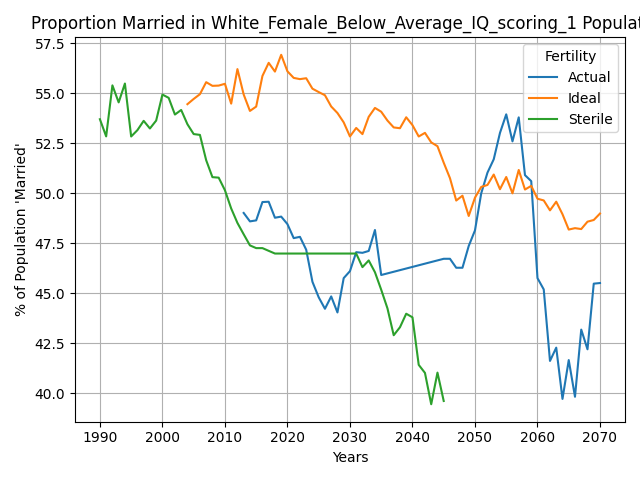 Proportion Married in White_Female_Below_Average_IQ_scoring_1 Populat
Fertility
Actual
Ideal
Sterile
% of Population 'Married'
57.5
55.0
52.5
50.0
47.5
45.0
42.5
40.0
1990 2000 2010 2020 2030 2040 2050 2060 2070
Years